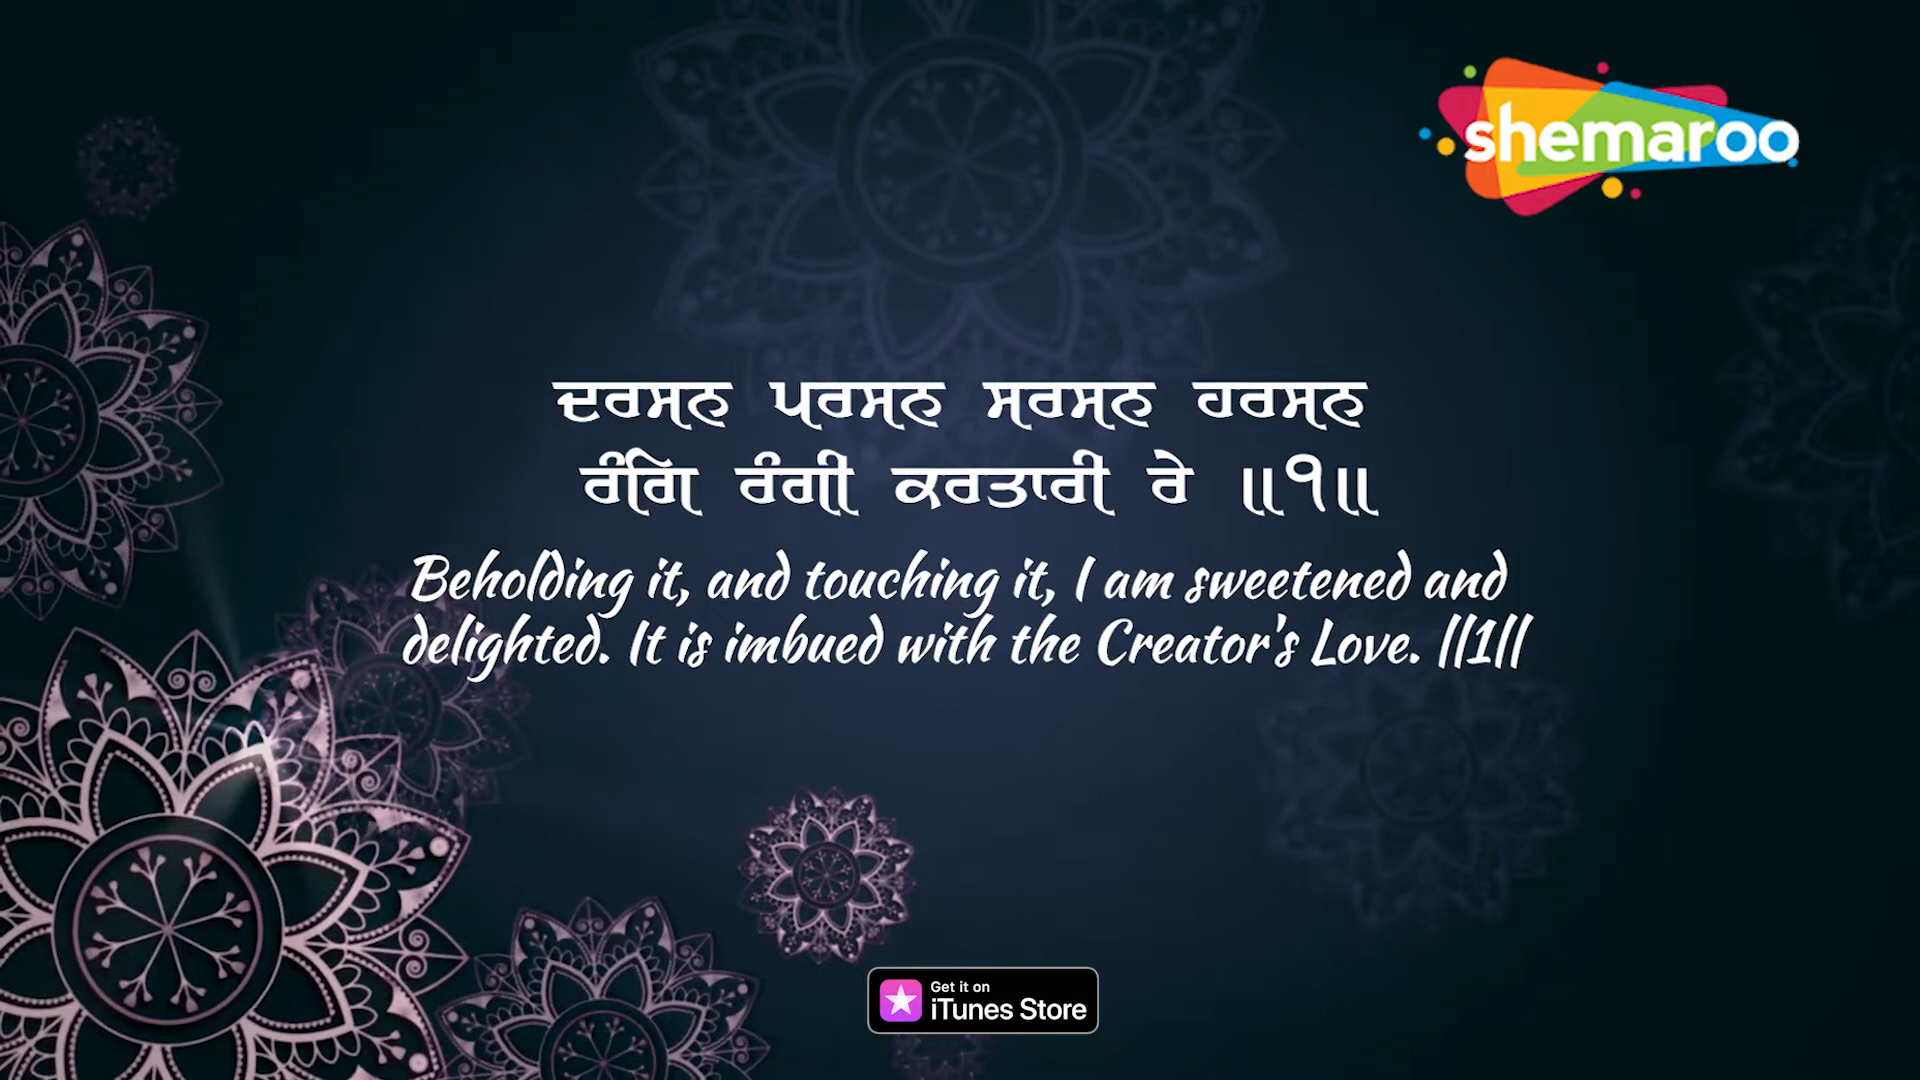 shemaroo
ਦਰਸਨ ਪਰਸਨ ਸਰਸਨ ਹਰਸਨ
ਰੰਗਿ ਰੰਗੀ ਕਰਤਾਰੀ ਰੇ ॥੧॥
Beholding it, and touching it, I am sweetened and
delighted. It is imbued with the Creator's Love. ||1||
Get it on
iTunes Store